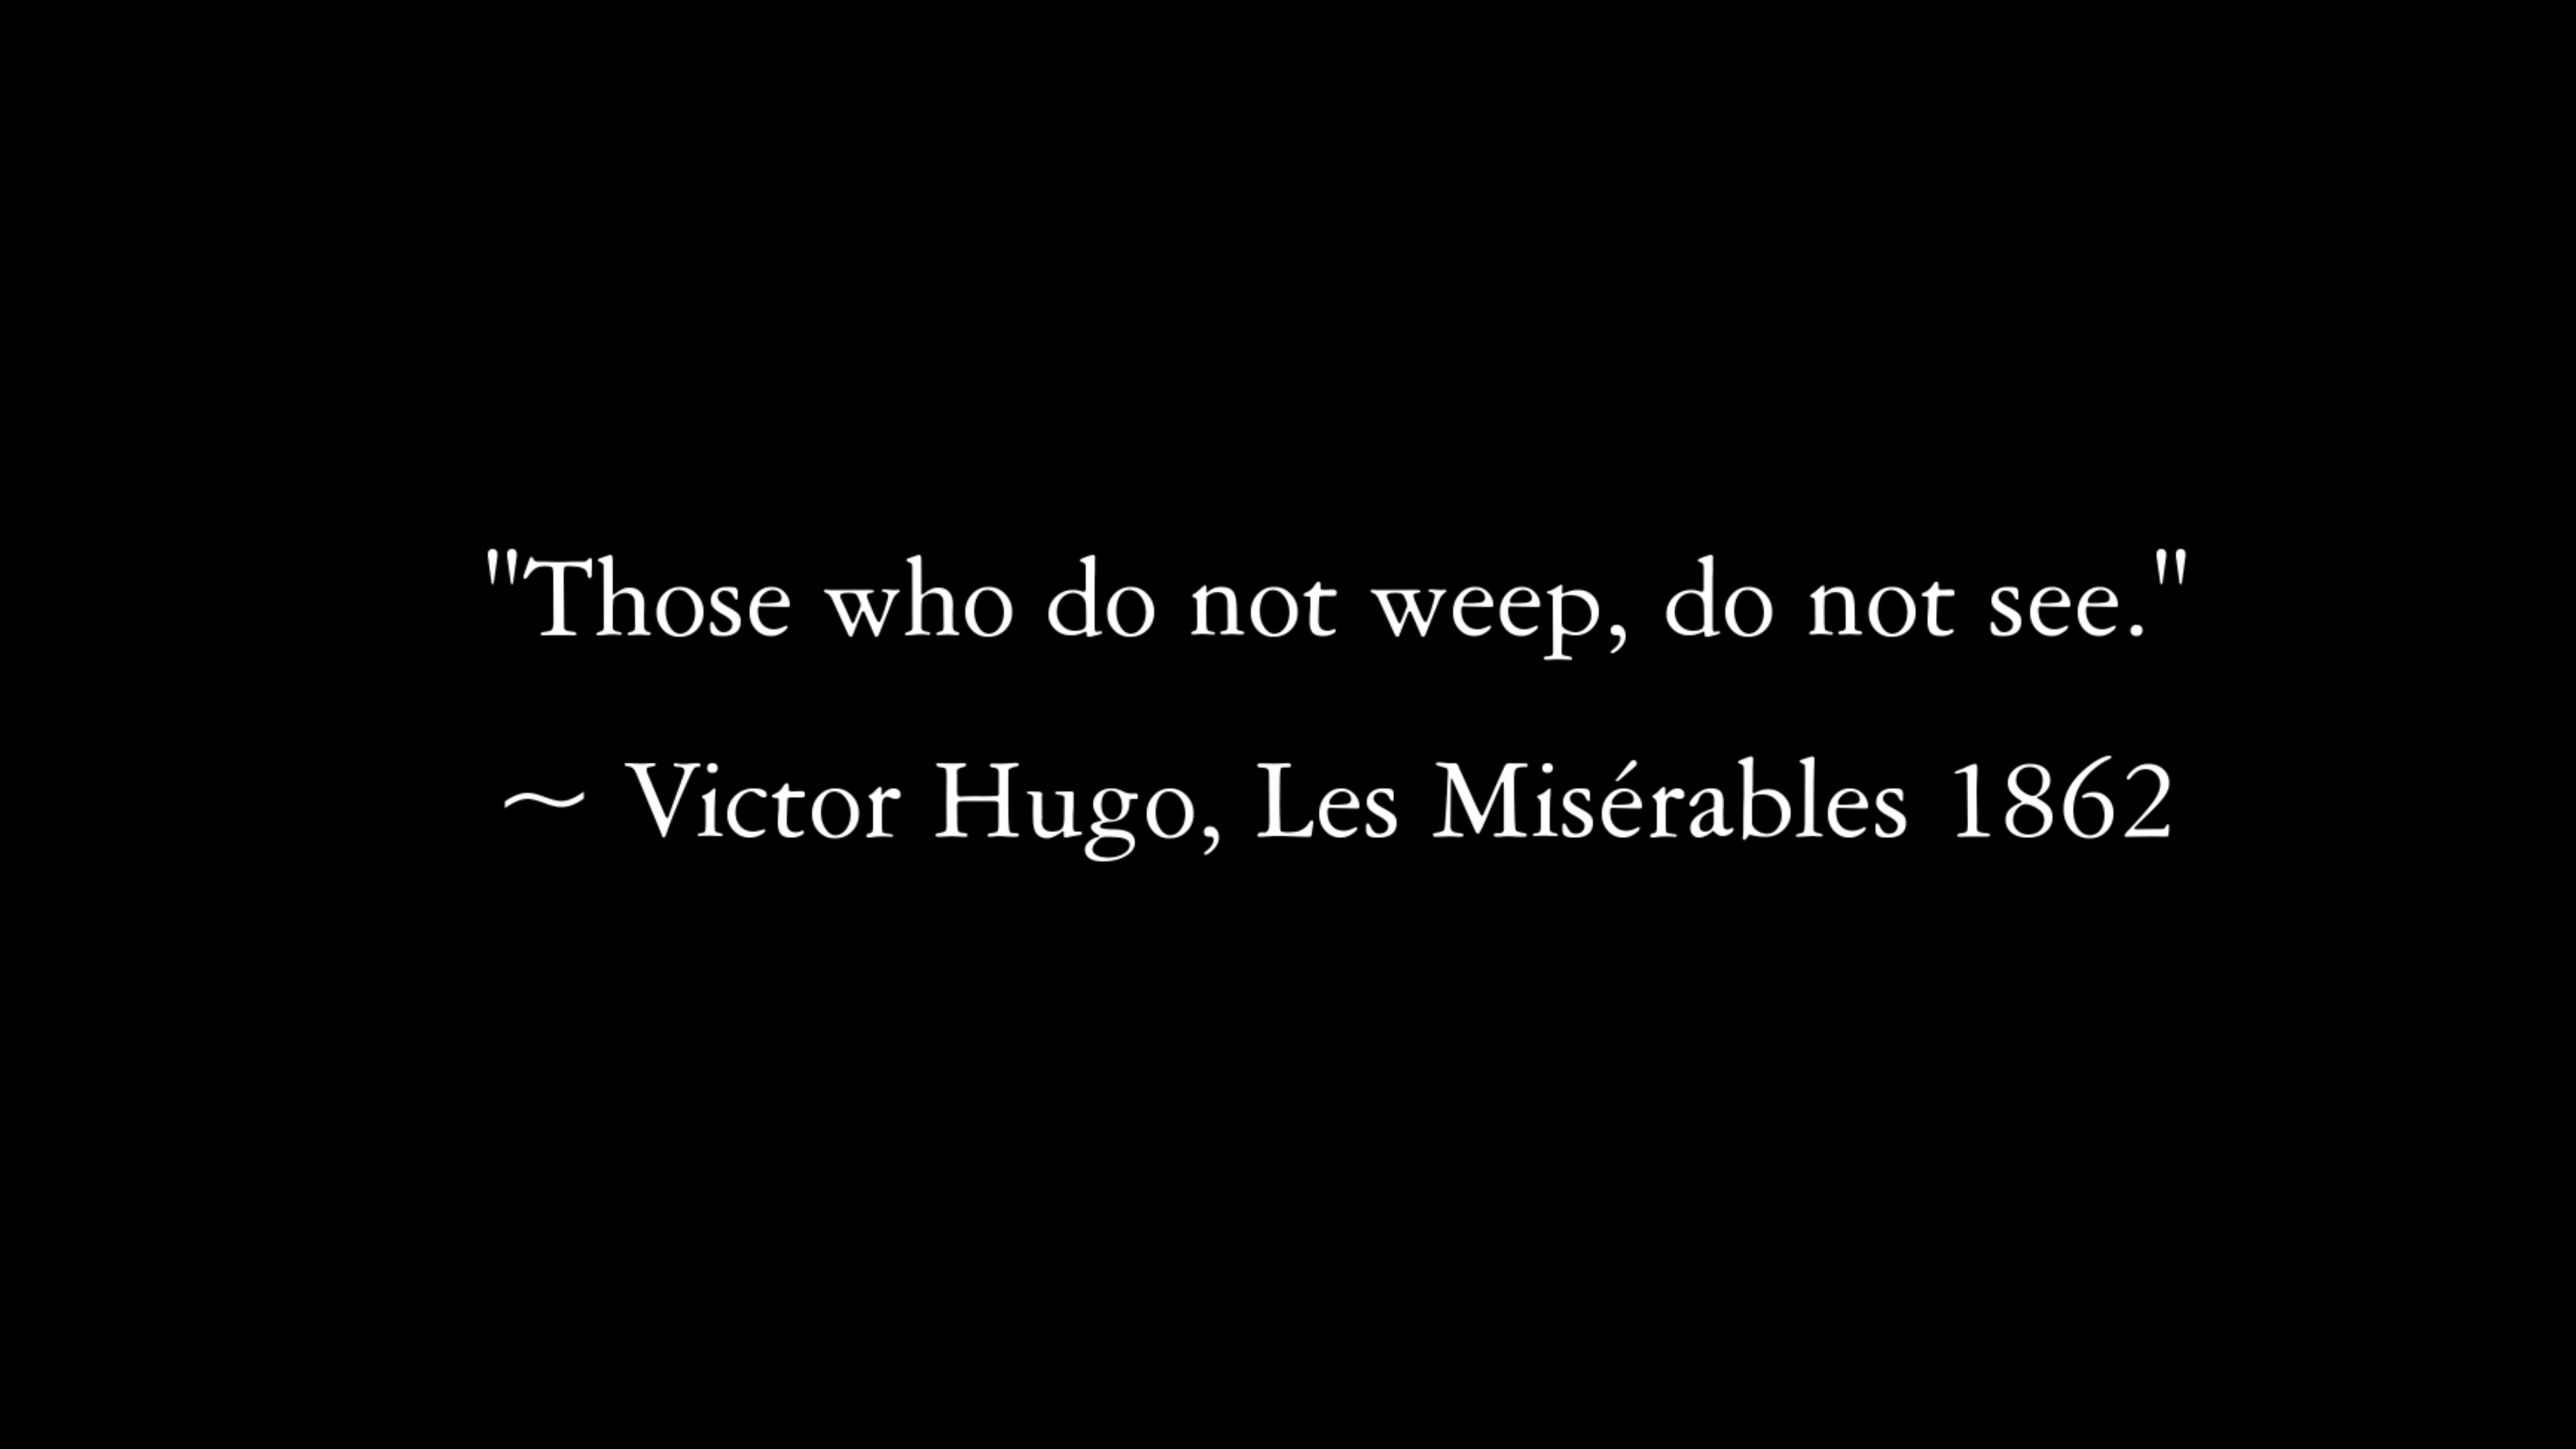 "Those who do not weep, do not see."
~ Victor Hugo, Les Misérables 1862